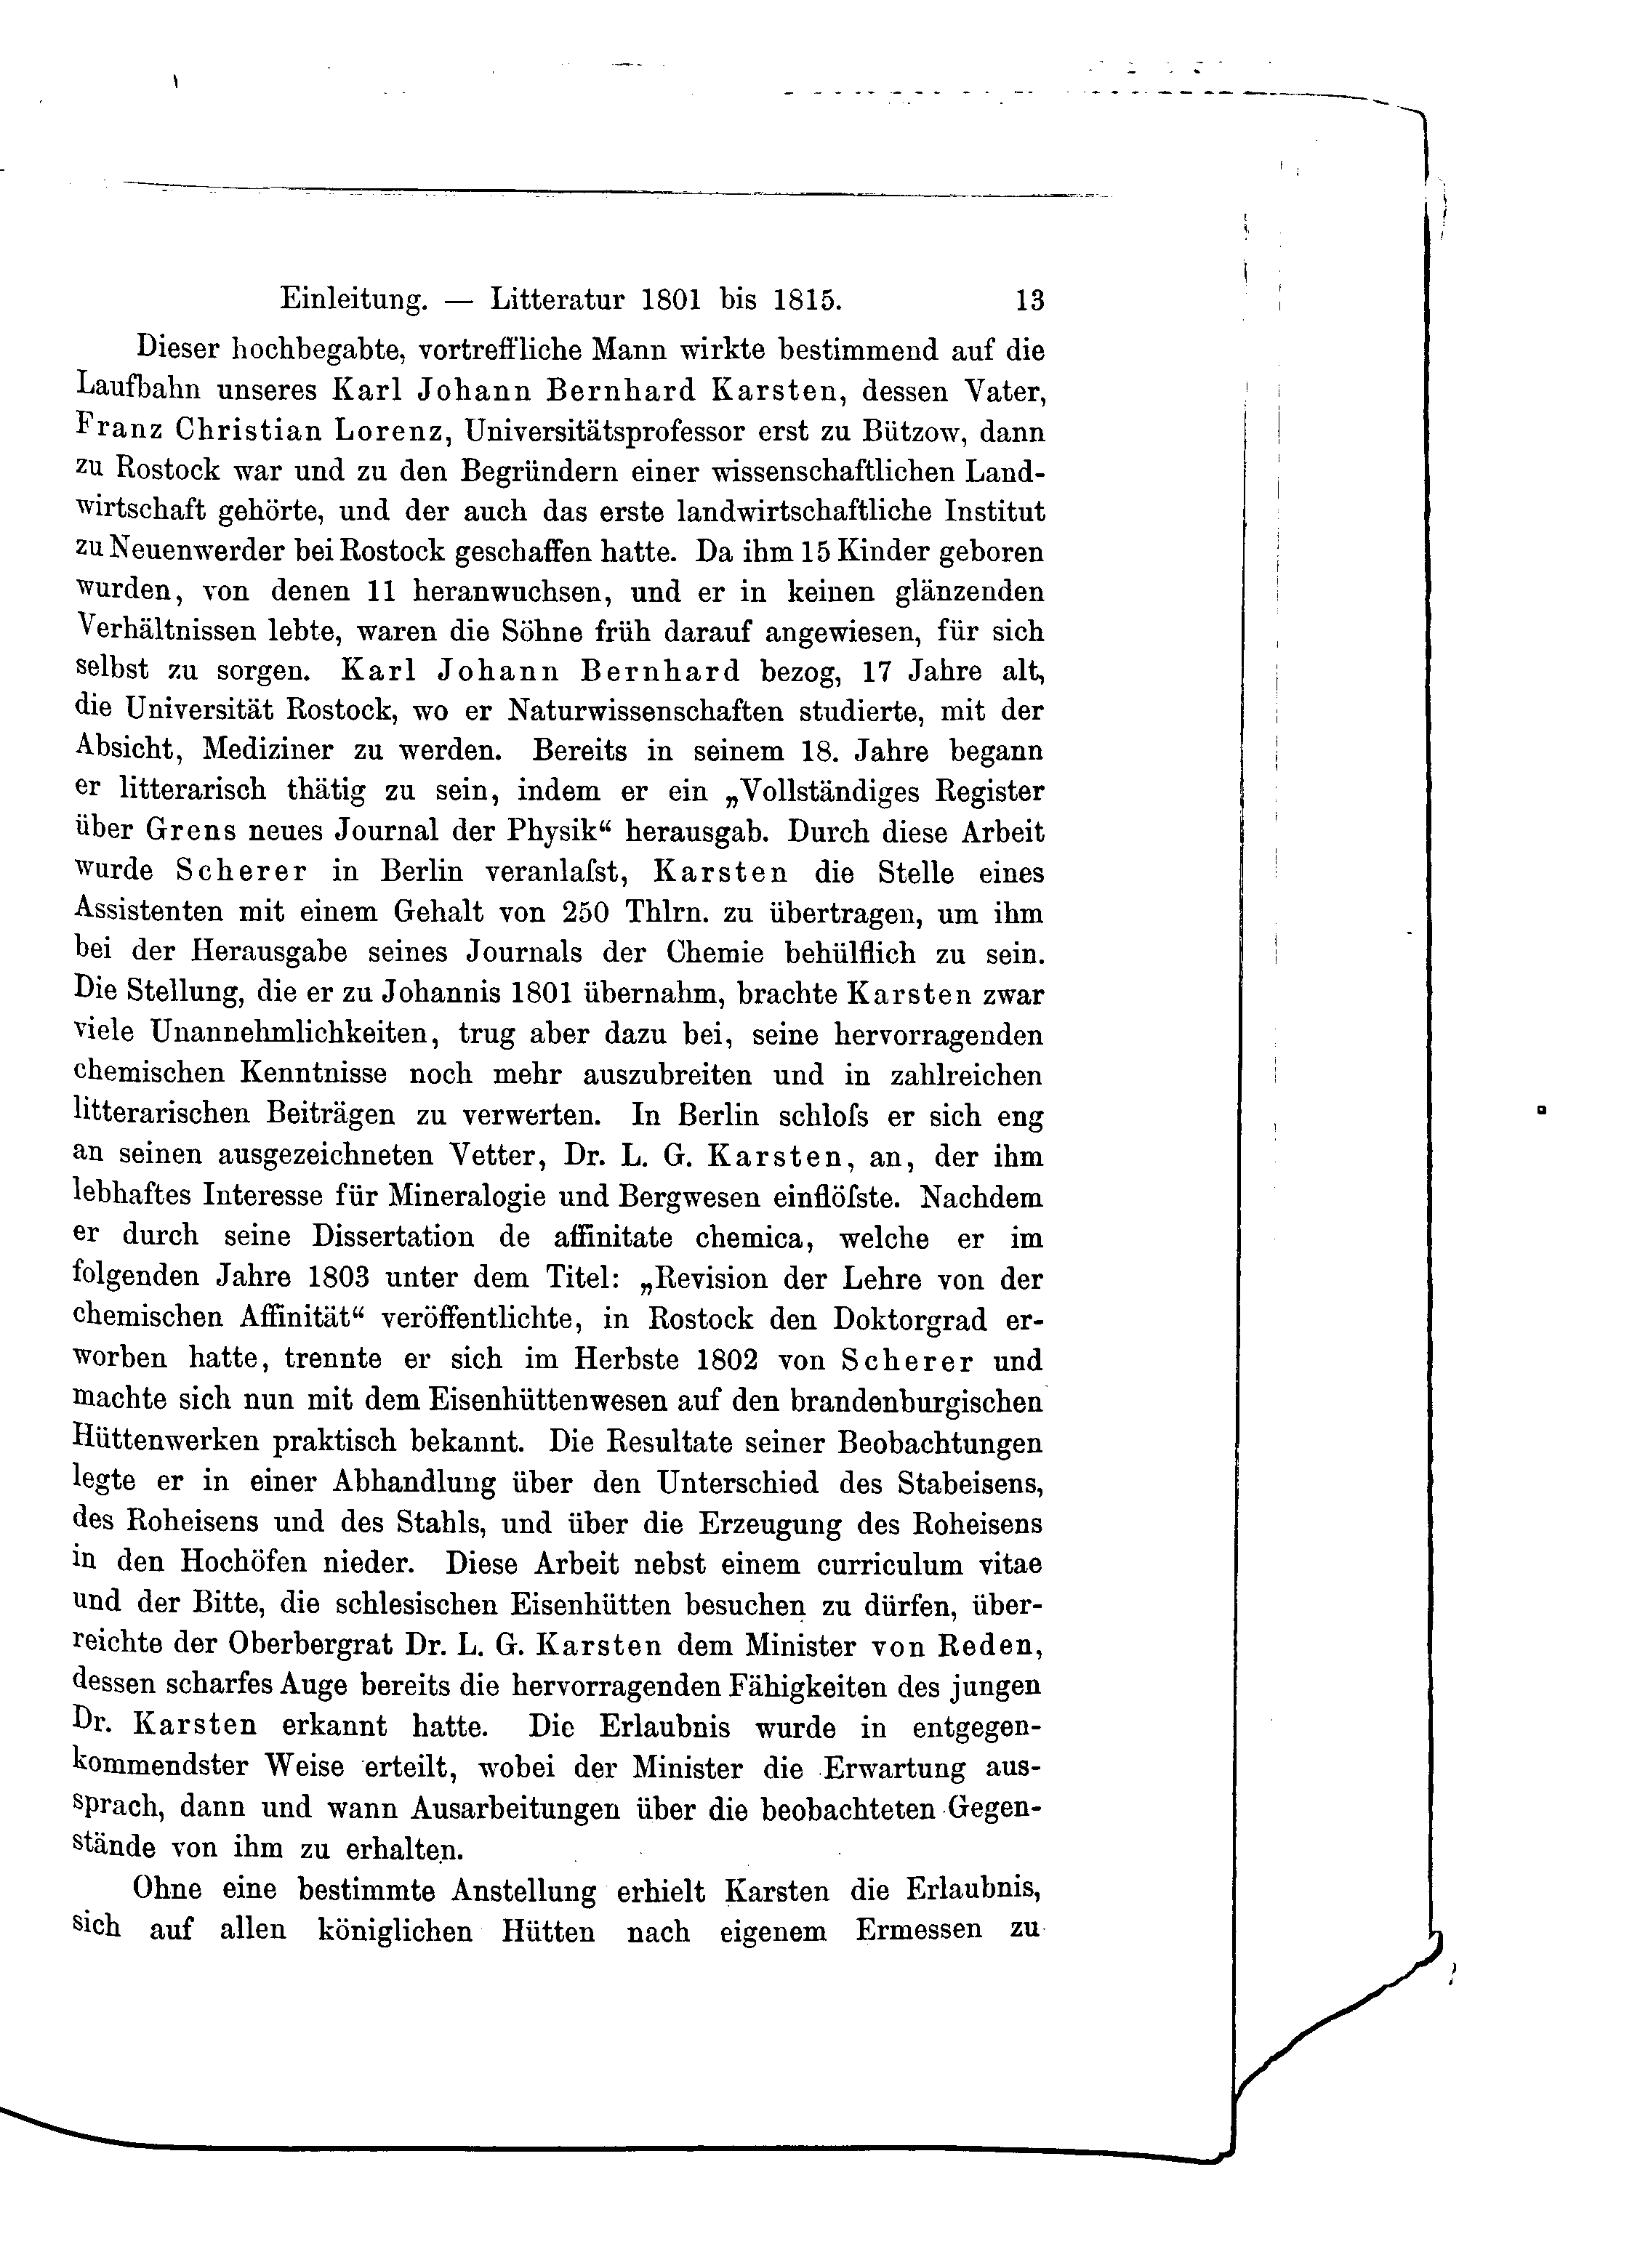 Einleitung. — Litteratur 1801 bis 1815. 13
Dieser hochbegabte, vortreffliche Mann wirkte bestimmend auf die
Laufbahn unseres Karl Johann Bernhard Karsten, dessen Vater,
Franz Christian Lorenz, Universitätsprofessor erst zu Bützow, dann
zu Rostock war und zu den Begründern einer wissenschaftlichen Land-
wirtschaft gehörte, und der auch das erste landwirtschaftliche Institut
zu Neuenwerder bei Rostock geschaffen hatte. Da ihm 15 Kinder geboren
wurden, von denen 11 heranwuchsen, und er in keinen glänzenden
Verhältnissen lebte, waren die Söhne früh darauf angewiesen, für sich
selbst zu sorgen. Karl Johann Bernhard bezog, 17 Jahre alt,
die Universität Rostock, wo er Naturwissenschaften studierte, mit der
Absicht, Mediziner zu werden. Bereits in seinem 18. Jahre begann
er litterarisch thätig zu sein, indem er ein „Vollständiges Register
über Grens neues Journal der Physik“ herausgab. Durch diese Arbeit
wurde Scherer in Berlin veranlaſst, Karsten die Stelle eines
Assistenten mit einem Gehalt von 250 Thlrn. zu übertragen, um ihm
bei der Herausgabe seines Journals der Chemie behülflich zu sein.
Die Stellung, die er zu Johannis 1801 übernahm, brachte Karsten zwar
viele Unannehmlichkeiten, trug aber dazu bei, seine hervorragenden
chemischen Kenntnisse noch mehr auszubreiten und in zahlreichen
litterarischen Beiträgen zu verwerten. In Berlin schloſs er sich eng
an seinen ausgezeichneten Vetter, Dr. L. G. Karsten, an, der ihm
lebhaftes Interesse für Mineralogie und Bergwesen einflöſste. Nachdem
er durch seine Dissertation de affinitate chemica, welche er im
folgenden Jahre 1803 unter dem Titel: „Revision der Lehre von der
chemischen Affinität“ veröffentlichte, in Rostock den Doktorgrad er-
worben hatte, trennte er sich im Herbste 1802 von Scherer und
machte sich nun mit dem Eisenhüttenwesen auf den brandenburgischen
Hüttenwerken praktisch bekannt. Die Resultate seiner Beobachtungen
legte er in einer Abhandlung über den Unterschied des Stabeisens,
des Roheisens und des Stahls, und über die Erzeugung des Roheisens
in den Hochöfen nieder. Diese Arbeit nebst einem curriculum vitae
und der Bitte, die schlesischen Eisenhütten besuchen zu dürfen, über-
reichte der Oberbergrat Dr. L. G. Karsten dem Minister von Reden,
dessen scharfes Auge bereits die hervorragenden Fähigkeiten des jungen
Dr. Karsten erkannt hatte. Die Erlaubnis wurde in entgegen-
kommendster Weise erteilt, wobei der Minister die Erwartung aus-
sprach, dann und wann Ausarbeitungen über die beobachteten Gegen-
stände von ihm zu erhalten.
Ohne eine bestimmte Anstellung erhielt Karsten die Erlaubnis,
sich auf allen königlichen Hütten nach eigenem Ermessen zu